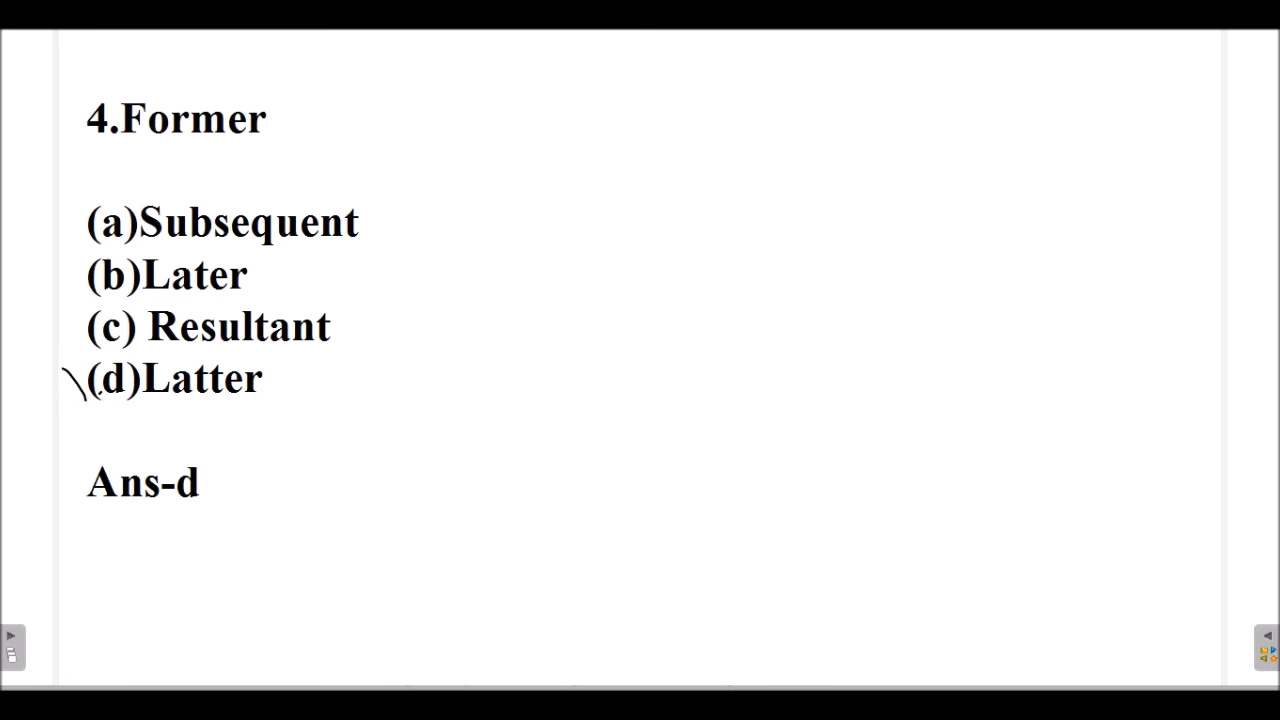 4.Former
(a)Subsequent
(b)Later
(c) Resultant
(d)Latter
Ans-d